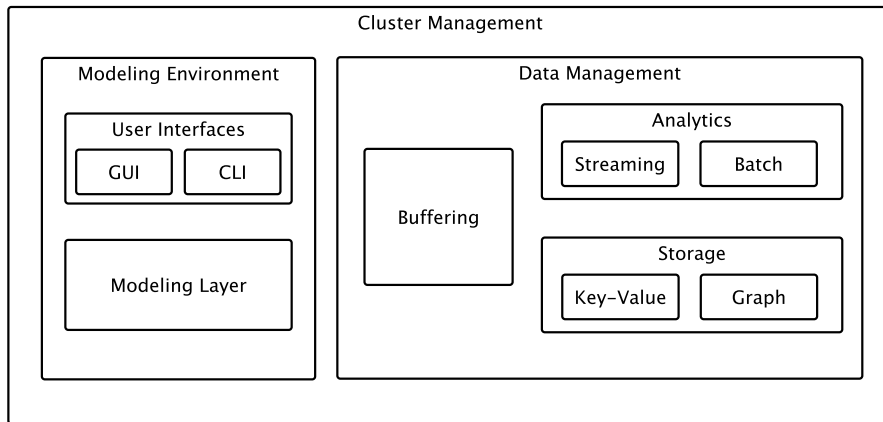 Cluster Management
Modeling Environment
User Interfaces
GUI
CLI
Modeling Layer
Data Management
Buffering
Analytics
Streaming
Batch
Storage
Key-Value
Graph